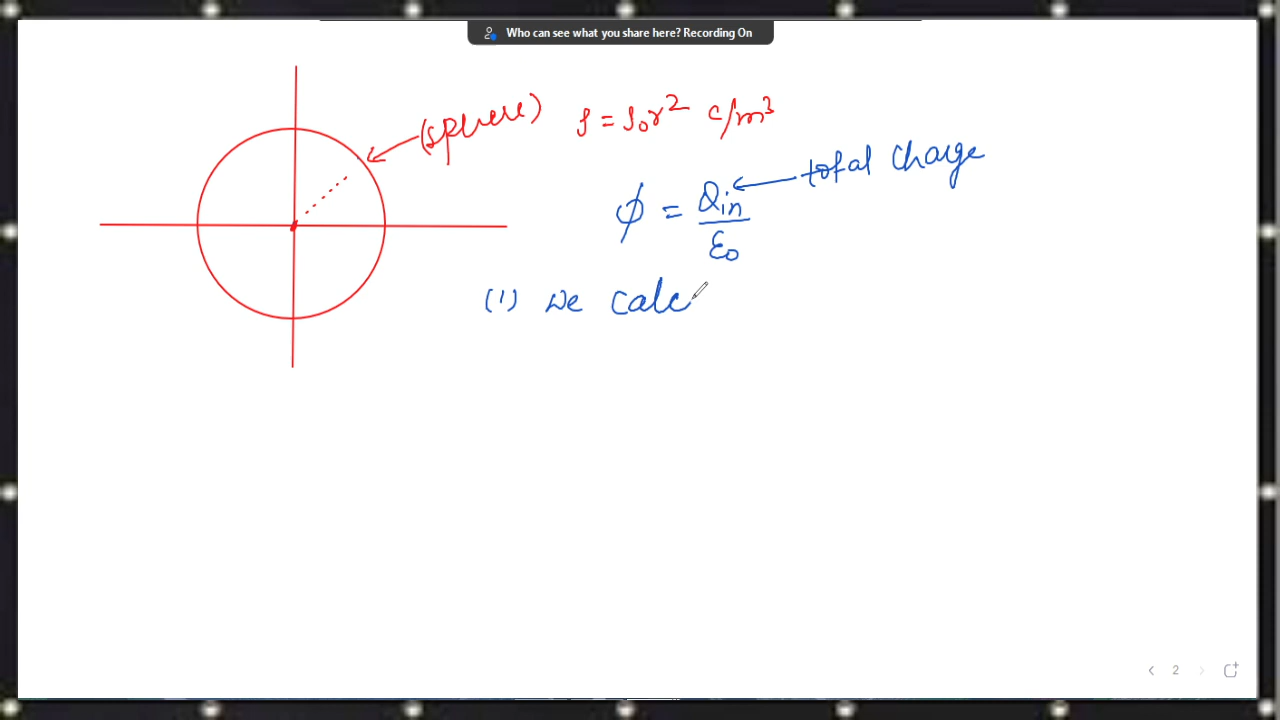 Who can see what you share here? Recording On
(sphere) ρ = ρ₀r² c/m³
total charge
φ = Qin/ε₀
(1) We calc
2